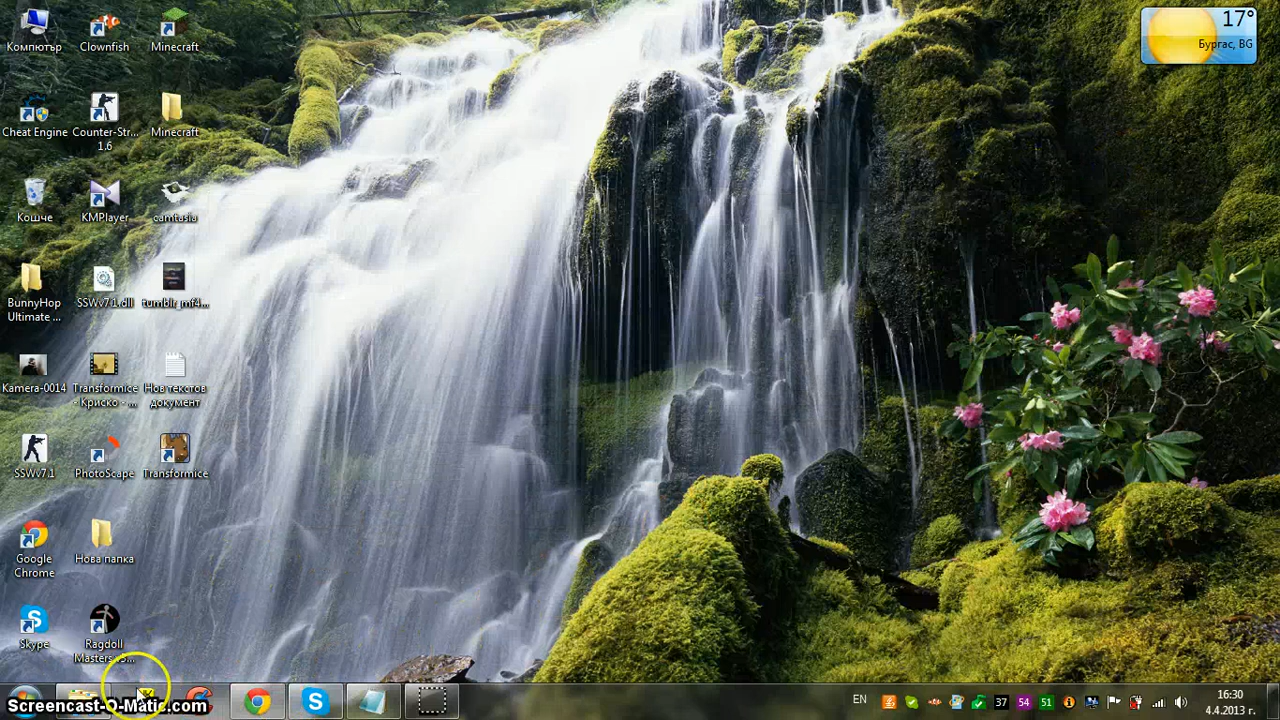 Компютър
Clownfish
Minecraft
17°
Бургас, BG
Cheat Engine
Counter-Str...
1.6
Minecraft
Кошче
KMPlayer
camtasia
BunnyHop
Ultimate ...
SSWv7.1.dll
tumblr_mf4...
Kamera-0014
Transformice
- Криско - ...
Нов текстов
документ
SSWv7.1
PhotoScape
Transformice
Google
Chrome
Нова папка
Skype
Ragdoll
Screencast-O-Matic.com
EN
37
54
51
16:30
4.4.2013 г.